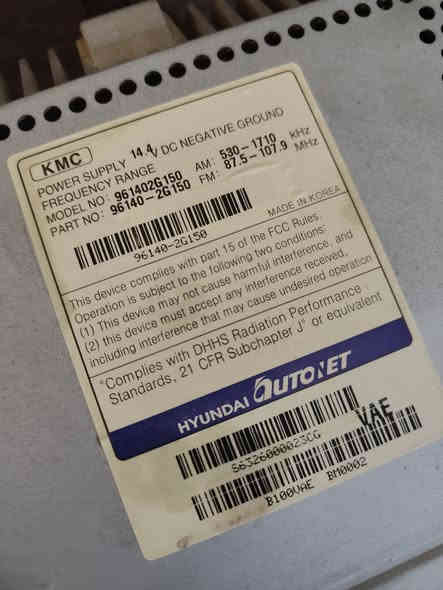 KMC
POWER SUPPLY 14.4 V DC NEGATIVE GROUND
FREQUENCY RANGE AM: 530-1710 kHz
MODEL NO: 961402G150 FM: 87.5-107.9 MHz
PART NO: 96140-2G150
MADE IN KOREA
96140-2G150
This device complies with part 15 of the FCC Rules.
Operation is subject to the following two conditions:
(1) This device may not cause harmful interference, and
(2) this device must accept any interference received,
including interference that may cause undesired operation
"Complies with DHHS Radiation Performance
Standards, 21 CFR Subchapter J" or equivalent
HYUNDAI AUTONET
VAE
S6326000023CG
B100VAE BM0002